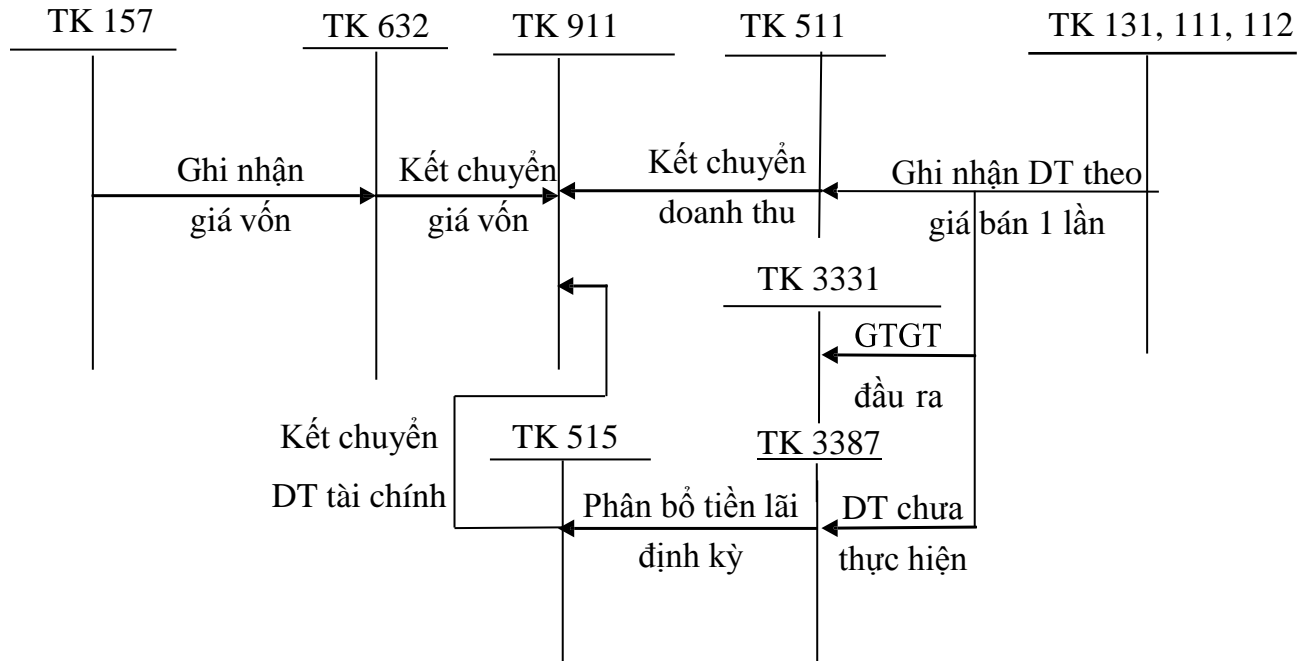 TK 157
TK 632
TK 911
TK 511
TK 131, 111, 112
Ghi nhận
giá vốn
Kết chuyển
giá vốn
Kết chuyển
doanh thu
Ghi nhận DT theo
giá bán 1 lần
TK 3331
GTGT
đầu ra
Kết chuyển
DT tài chính
TK 515
TK 3387
Phân bổ tiền lãi
định kỳ
DT chưa
thực hiện